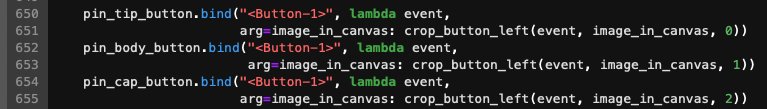 650 pin_tip_button.bind("<Button-1>", lambda event,
651 arg=image_in_canvas: crop_button_left(event, image_in_canvas, 0))
652 pin_body_button.bind("<Button-1>", lambda event,
653 arg=image_in_canvas: crop_button_left(event, image_in_canvas, 1))
654 pin_cap_button.bind("<Button-1>", lambda event,
655 arg=image_in_canvas: crop_button_left(event, image_in_canvas, 2))